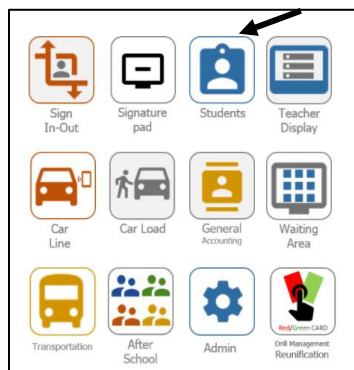 Sign
In-Out
Signature
pad
Students
Teacher
Display
Car
Line
Car Load
General
Accounting
Waiting
Area
Transportation
After
School
Admin
Red/Green CARD
Drill Management
Reunification